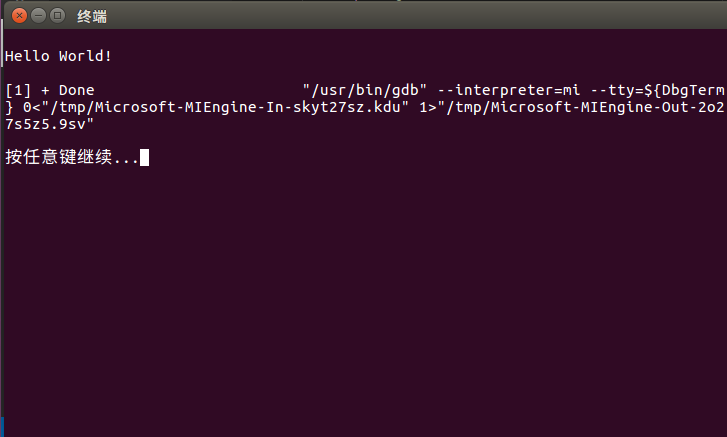 终端
Hello World!
[1] + Done                       "/usr/bin/gdb" --interpreter=mi --tty=${DbgTerm
} 0<"/tmp/Microsoft-MIEngine-In-skyt27sz.kdu" 1>"/tmp/Microsoft-MIEngine-Out-2o2
7s5z5.9sv"
按任意键继续...